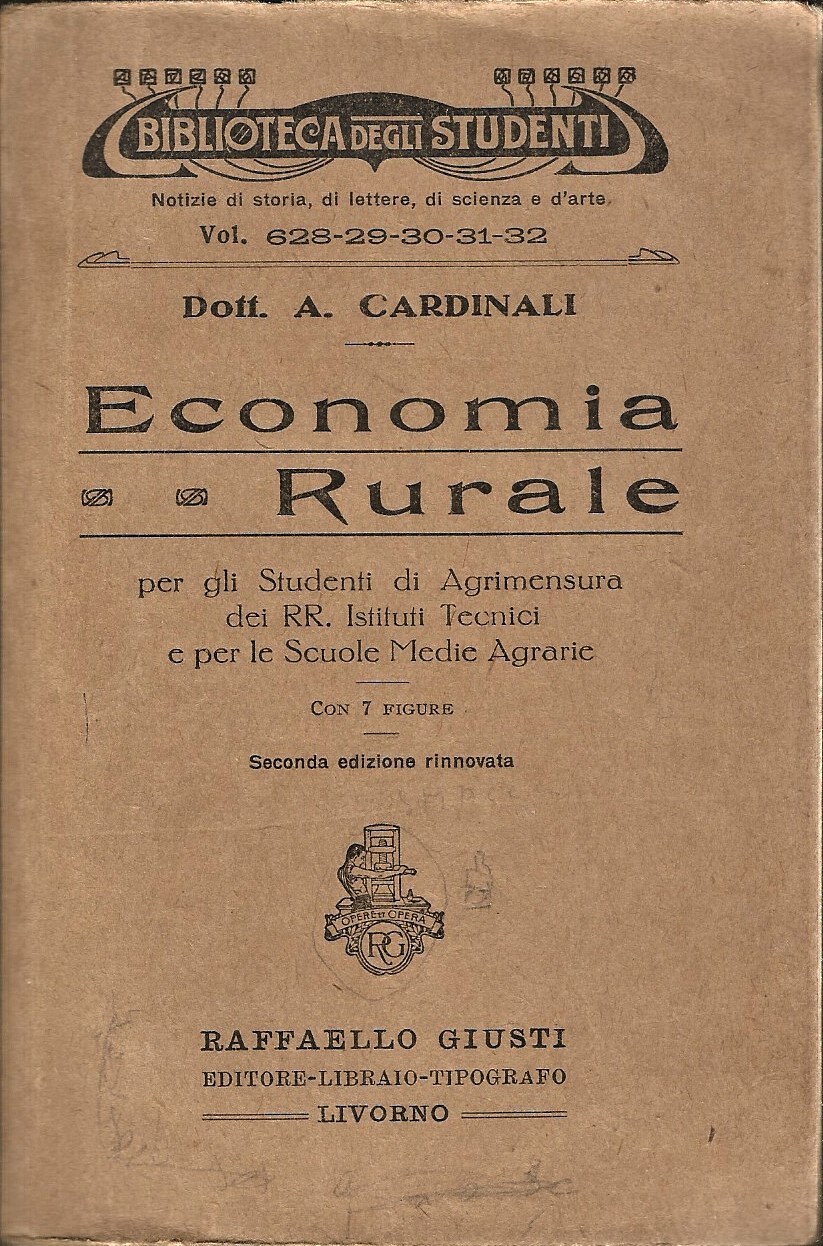 BIBLIOTECA DEGLI STUDENTI
Notizie di storia, di lettere, di scienza e d'arte.
Vol. 628-29-30-31-32
Dott. A. CARDINALI
Economia
Rurale
per gli Studenti di Agrimensura
dei RR. Istituti Tecnici
e per le Scuole Medie Agrarie
CON 7 FIGURE
Seconda edizione rinnovata
OPERE ET OPERA
RG
RAFFAELLO GIUSTI
EDITORE-LIBRAIO-TIPOGRAFO
LIVORNO